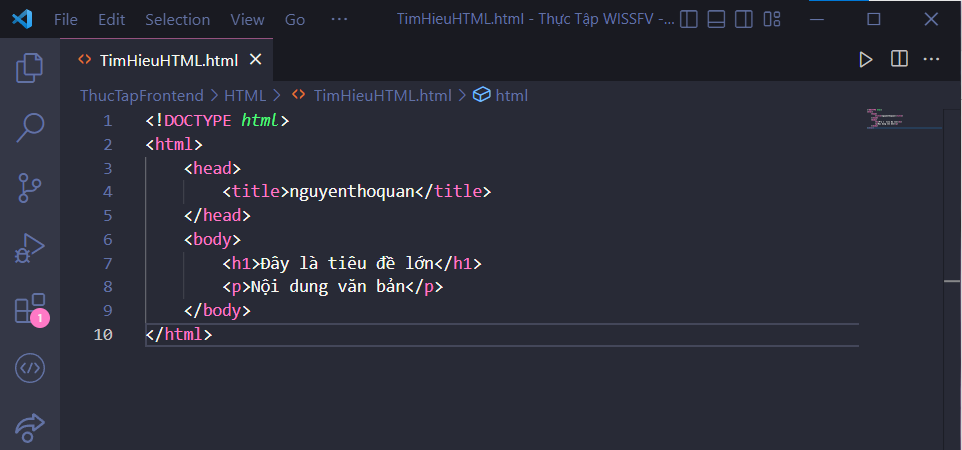 File Edit Selection View Go ··· TimHieuHTML.html - Thực Tập WISSFV -...
TimHieuHTML.html
ThucTapFrontend > HTML > TimHieuHTML.html > html
1 <!DOCTYPE html>
2 <html>
3 <head>
4 <title>nguyenthoquan</title>
5 </head>
6 <body>
7 <h1>Đây là tiêu đề lớn</h1>
8 <p>Nội dung văn bản</p>
9 </body>
10 </html>
1